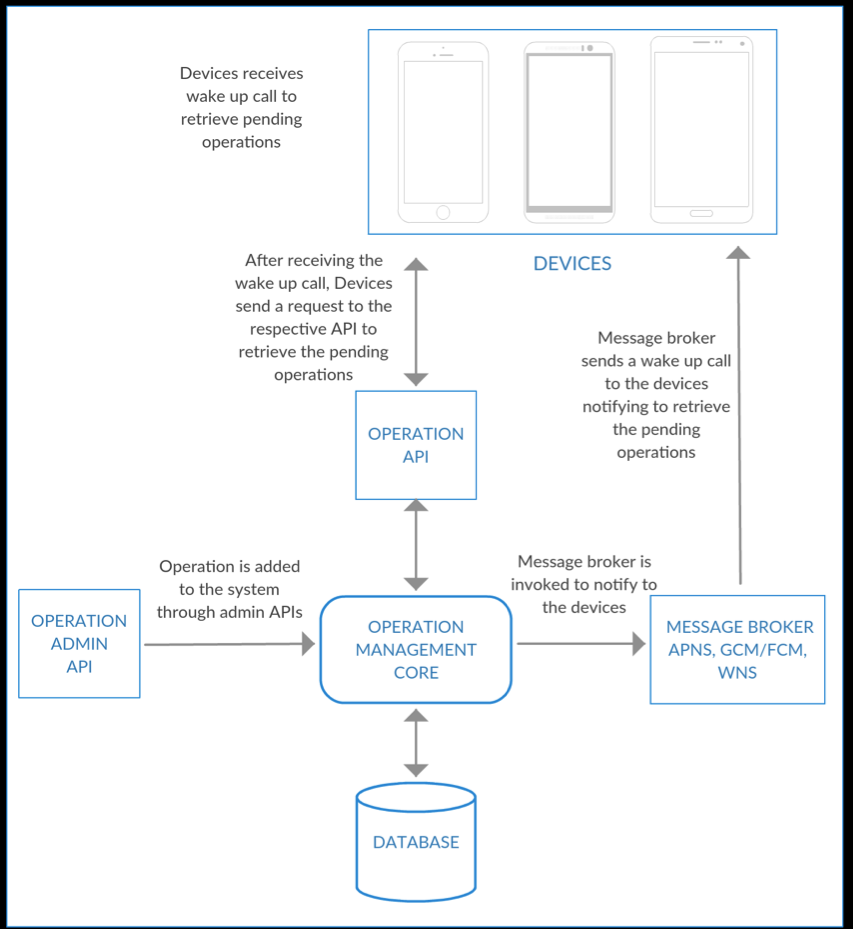 Devices receives
wake up call to
retrieve pending
operations
DEVICES
After receiving the
wake up call, Devices
send a request to the
respective API to
retrieve the pending
operations
Message broker
sends a wake up call
to the devices
notifying to retrieve
the pending
operations
OPERATION
API
Operation is added
to the system
through admin APIs
Message broker is
invoked to notify to
the devices
OPERATION
ADMIN
API
OPERATION
MANAGEMENT
CORE
MESSAGE BROKER
APNS, GCM/FCM,
WNS
DATABASE